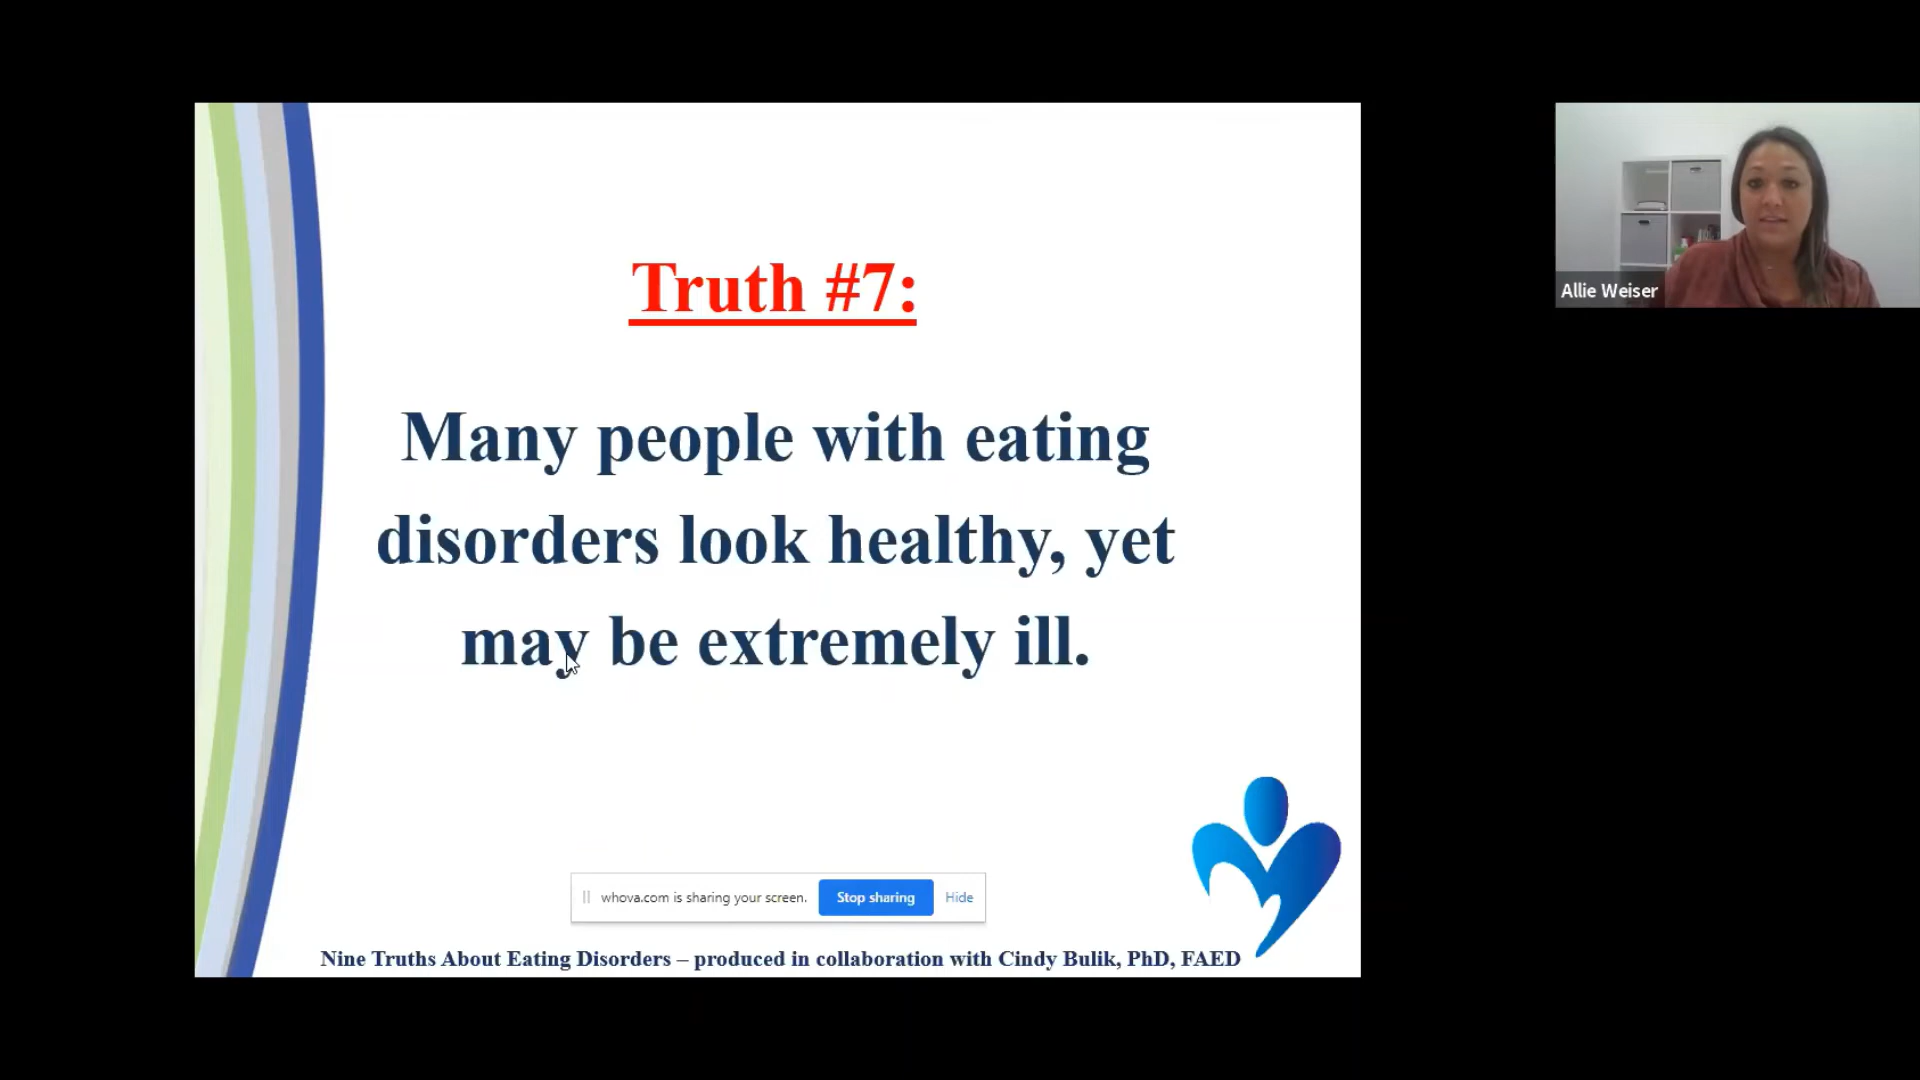 Truth #7:
Many people with eating
disorders look healthy, yet
may be extremely ill.
whova.com is sharing your screen. Stop sharing Hide
Nine Truths About Eating Disorders – produced in collaboration with Cindy Bulik, PhD, FAED
Allie Weiser